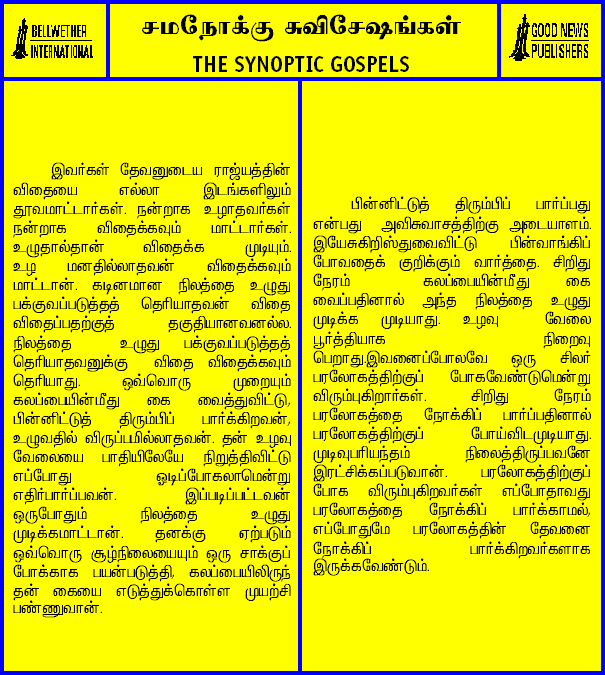 BELLWETHER
INTERNATIONAL
சமநோக்கு சுவிசேஷங்கள்
THE SYNOPTIC GOSPELS
GOOD NEWS
PUBLISHERS
இவர்கள் தேவனுடைய ராஜ்யத்தின்
விதையை எல்லா இடங்களிலும்
தூவமாட்டார்கள். நன்றாக உழாதவர்கள்
நன்றாக விதைக்கவும் மாட்டார்கள்.
உழுதால்தான் விதைக்க முடியும்.
உழ மனதில்லாதவன் விதைக்கவும்
மாட்டான். கடினமான நிலத்தை உழுது
பக்குவப்படுத்தத் தெரியாதவன் விதை
விதைப்பதற்குத் தகுதியானவனல்ல.
நிலத்தை உழுது பக்குவப்படுத்தத்
தெரியாதவனுக்கு விதை விதைக்கவும்
தெரியாது. ஒவ்வொரு முறையும்
கலப்பையின்மீது கை வைத்துவிட்டு,
பின்னிட்டுத் திரும்பிப் பார்க்கிறவன்,
உழுவதில் விருப்பமில்லாதவன். தன் உழவு
வேலையை பாதியிலேயே நிறுத்திவிட்டு
எப்போது ஓடிப்போகலாமென்று
எதிர்பார்ப்பவன். இப்படிப்பட்டவன்
ஒருபோதும் நிலத்தை உழுது
முடிக்கமாட்டான். தனக்கு ஏற்படும்
ஒவ்வொரு சூழ்நிலையையும் ஒரு சாக்குப்
போக்காக பயன்படுத்தி, கலப்பையிலிருந்
தன் கையை எடுத்துக்கொள்ள முயற்சி
பண்ணுவான்.
பின்னிட்டுத் திரும்பிப் பார்ப்பது
என்பது அவிசுவாசத்திற்கு அடையாளம்.
இயேசுகிறிஸ்துவைவிட்டு பின்வாங்கிப்
போவதைக் குறிக்கும் வார்த்தை. சிறிது
நேரம் கலப்பையின்மீது கை
வைப்பதினால் அந்த நிலத்தை உழுது
முடிக்க முடியாது. உழவு வேலை
பூர்த்தியாக நிறைவு
பெறாது.இவனைப்போலவே ஒரு சிலர்
பரலோகத்திற்குப் போகவேண்டுமென்று
விரும்புகிறார்கள். சிறிது நேரம்
பரலோகத்தை நோக்கிப் பார்ப்பதினால்
பரலோகத்திற்குப் போய்விடமுடியாது.
முடிவுபரியந்தம் நிலைத்திருப்பவனே
இரட்சிக்கப்படுவான். பரலோகத்திற்குப்
போக விரும்புகிறவர்கள் எப்போதாவது
பரலோகத்தை நோக்கிப் பார்க்காமல்,
எப்போதுமே பரலோகத்தின் தேவனை
நோக்கிப் பார்க்கிறவர்களாக
இருக்கவேண்டும்.